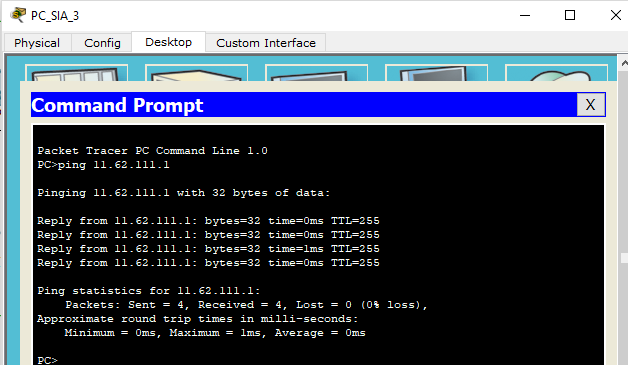 PC_SIA_3
Physical Config Desktop Custom Interface
Command Prompt X
Packet Tracer PC Command Line 1.0
PC>ping 11.62.111.1
Pinging 11.62.111.1 with 32 bytes of data:
Reply from 11.62.111.1: bytes=32 time=0ms TTL=255
Reply from 11.62.111.1: bytes=32 time=0ms TTL=255
Reply from 11.62.111.1: bytes=32 time=1ms TTL=255
Reply from 11.62.111.1: bytes=32 time=0ms TTL=255
Ping statistics for 11.62.111.1:
Packets: Sent = 4, Received = 4, Lost = 0 (0% loss),
Approximate round trip times in milli-seconds:
Minimum = 0ms, Maximum = 1ms, Average = 0ms
PC>